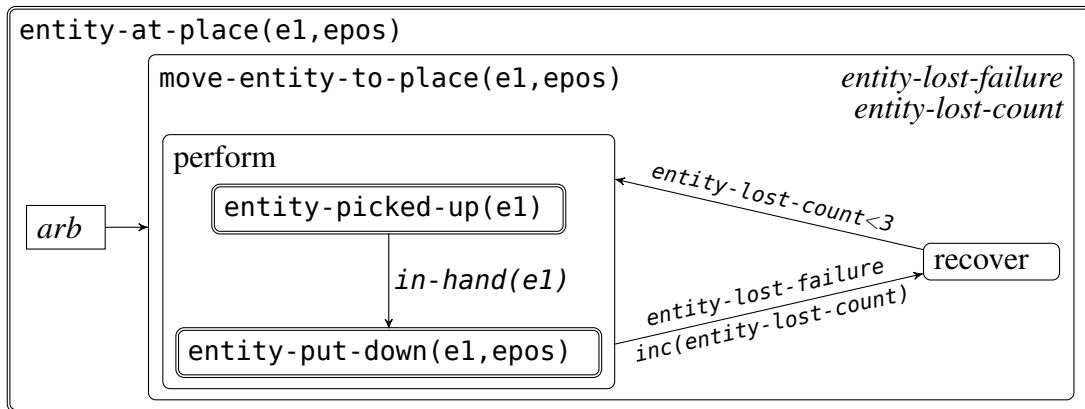 entity-at-place(e1,epos)
move-entity-to-place(e1,epos)
entity-lost-failure
entity-lost-count
perform
entity-picked-up(e1)
entity-lost-count<3
arb
recover
in-hand(e1)
entity-lost-failure
inc(entity-lost-count)
entity-put-down(e1,epos)